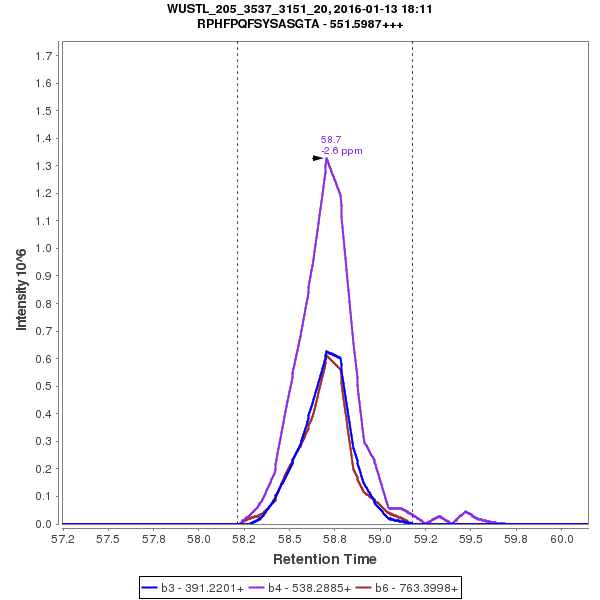 WUSTL_205_3537_3151_20, 2016-01-13 18:11
RPHFPQFSYSASGTA - 551.5987+++
1.7
1.6
1.5
1.4
1.3
1.2
1.1
1.0
0.9
0.8
0.7
0.6
0.5
0.4
0.3
0.2
0.1
0.0
Intensity 10^6
58.7
-2.6 ppm
57.2 57.5 57.8 58.0 58.2 58.5 58.8 59.0 59.2 59.5 59.8 60.0
Retention Time
b3 - 391.2201+ b4 - 538.2885+ b6 - 763.3998+